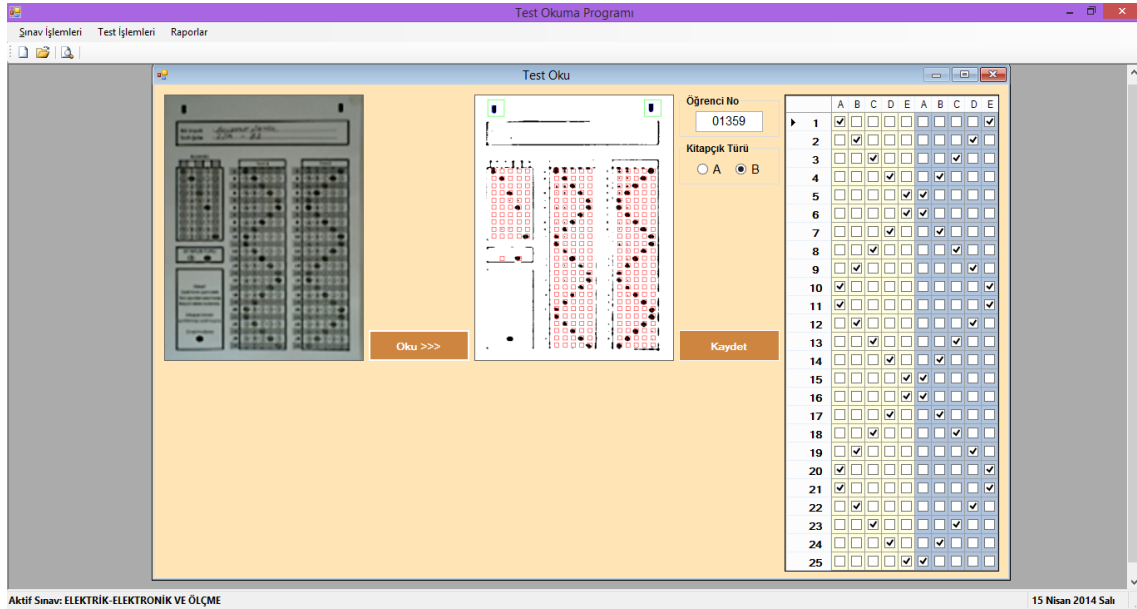 Test Okuma Programı
Sınav İşlemleri Test İşlemleri Raporlar
Test Oku
Öğrenci No
01359
Kitapçık Türü
A B
Oku >>>
Kaydet
A B C D E A B C D E
1
2
3
4
5
6
7
8
9
10
11
12
13
14
15
16
17
18
19
20
21
22
23
24
25
Aktif Sınav: ELEKTRİK-ELEKTRONİK VE ÖLÇME
15 Nisan 2014 Salı